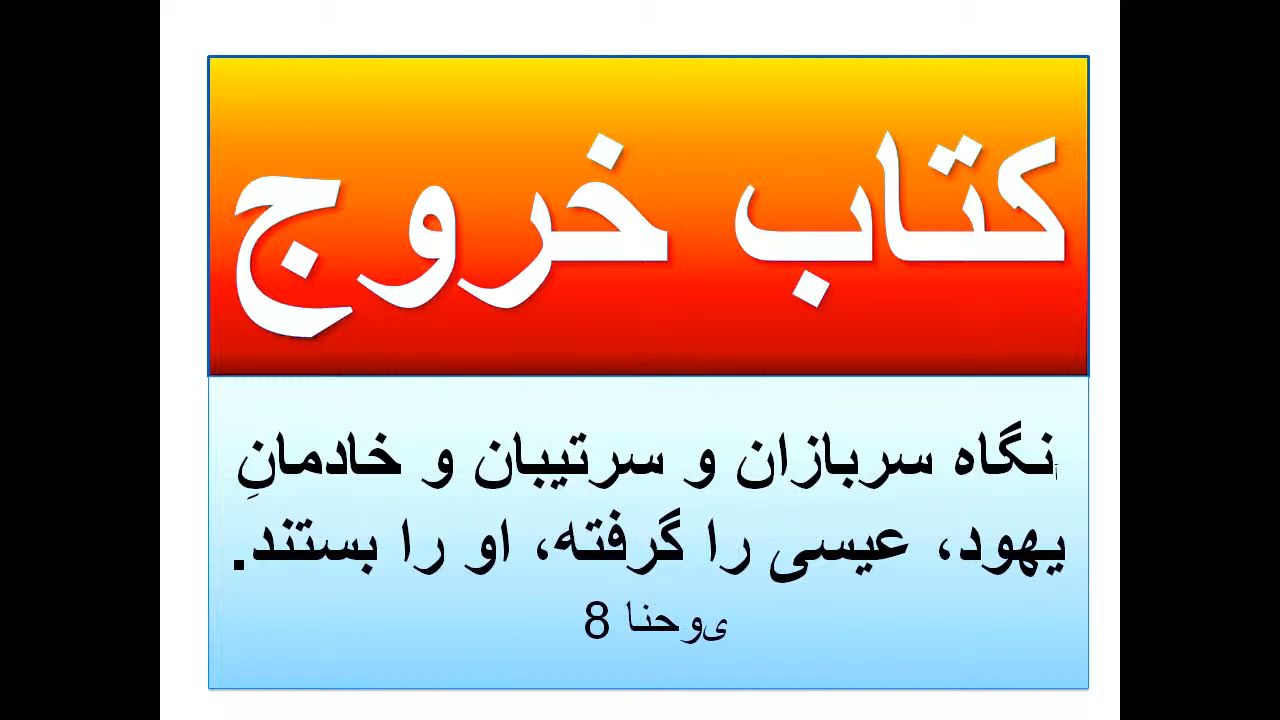 کتاب خروج
آنگاه سربازان و سرتیبان و خادمانِ
یهود، عیسی را گرفته، او را بستند.
یوحنا 8